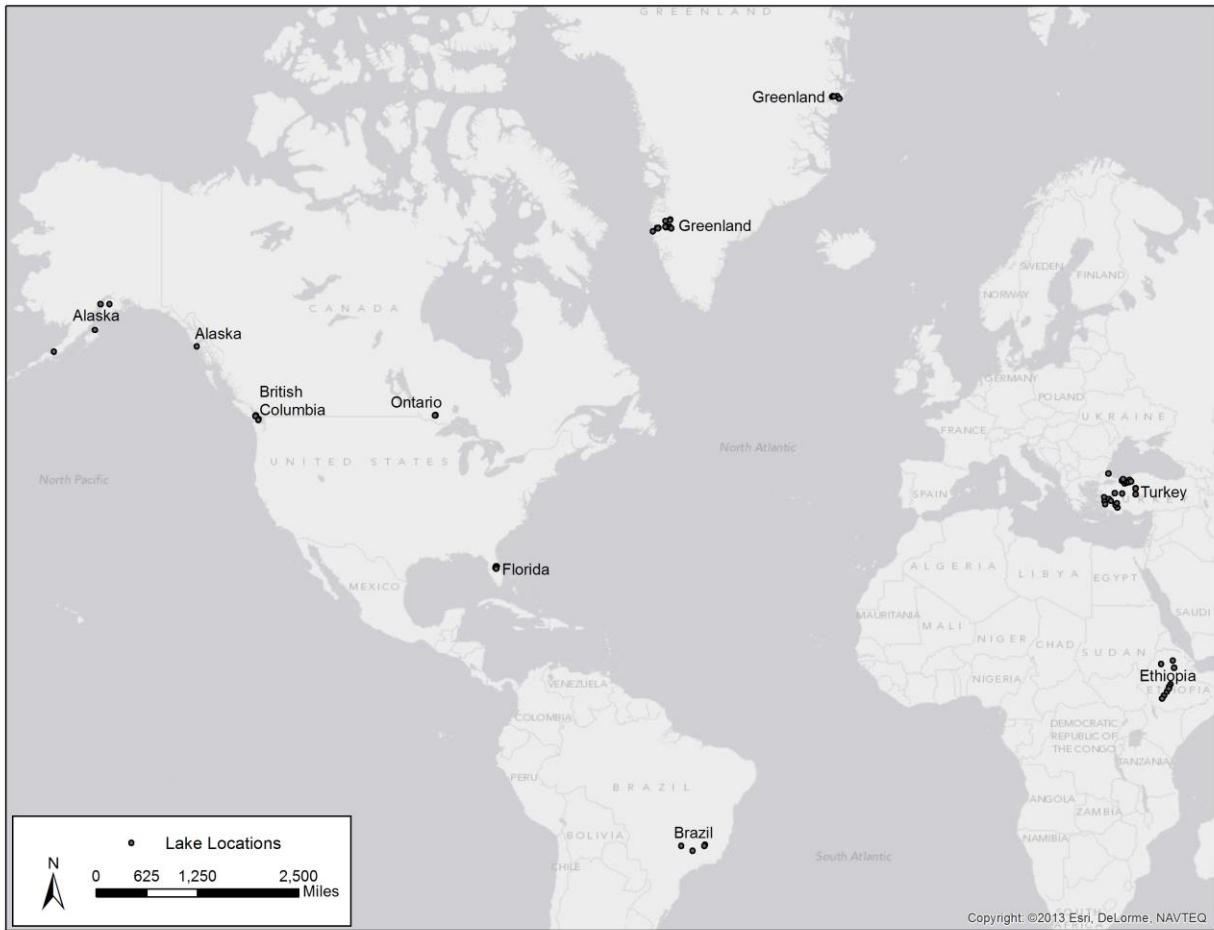 GREENLAND
Greenland
Greenland
SWEDEN
FINLAND
NORWAY
CANADA
Alaska
Alaska
British
Columbia
Ontario
GERMANY
POLAND
UKRAINE
FRANCE
UNITED STATES
North Pacific
North Atlantic
SPAIN
Turkey
Florida
MEXICO
ALGERIA
LIBYA
EGYPT
SAUDI
MAURITANIA
MALI
NIGER
CHAD
SUDAN
Ethiopia
ETHIOPIA
NIGERIA
VENEZUELA
COLOMBIA
DEMOCRATIC
REPUBLIC OF
THE CONGO
TANZANIA
PERU
BRAZIL
ANGOLA
ZAMBIA
Brazil
BOLIVIA
NAMIBIA
CHILE
South Atlantic
Lake Locations
N
0 625 1,250 2,500
Miles
Copyright: ©2013 Esri, DeLorme, NAVTEQ